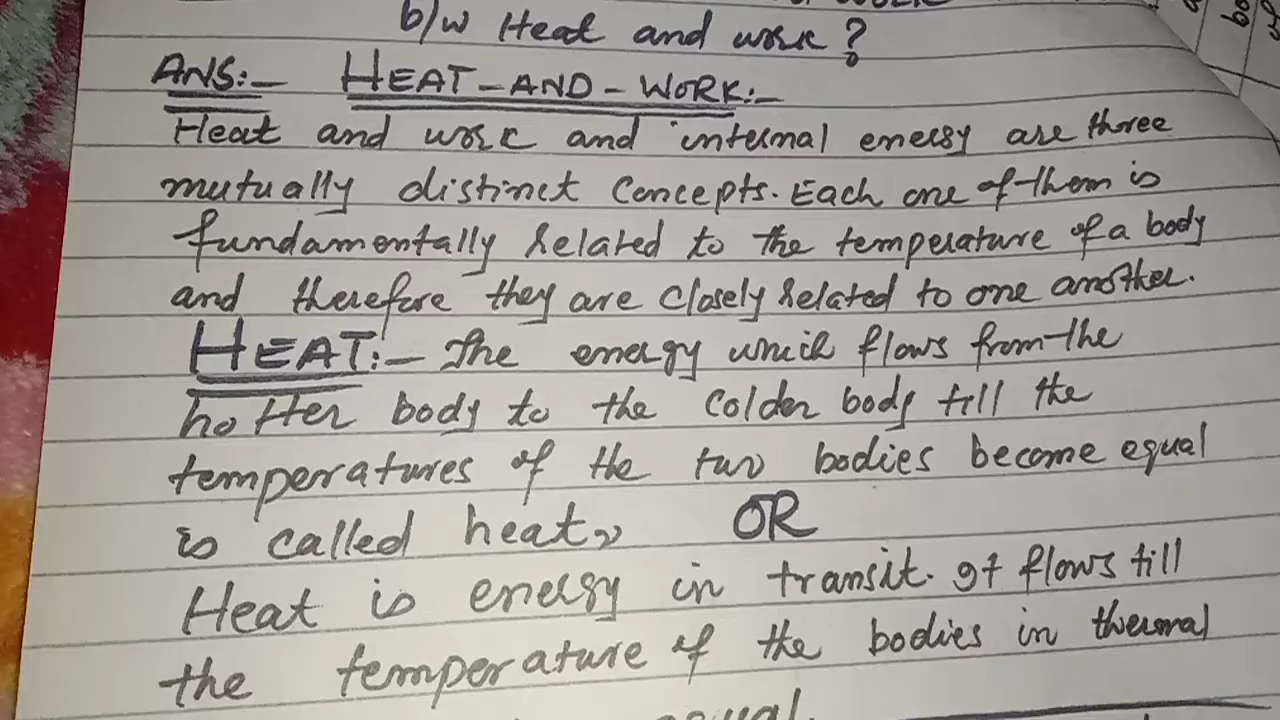 b/w Heat and work ?
ANS:- HEAT-AND-WORK:-
Heat and work and internal energy are three
mutually distinct concepts. Each one of them is
fundamentally related to the temperature of a body
and therefore they are closely related to one another.
HEAT:- The energy which flows from the
hotter body to the colder body till the
temperatures of the two bodies become equal
is called heat,, OR
Heat is energy in transit. It flows till
the temperature of the bodies in thermal
equal.